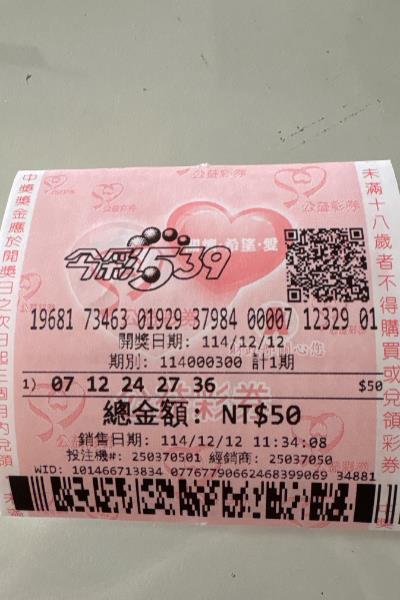 公益彩券
今彩539
希望·愛
19681 73463 01929 37984 00007 12329 01
開獎日期: 114/12/12
期別: 114000300 計1期
1) 07 12 24 27 36 $50
總金額: NT$50
銷售日期: 114/12/12 11:34:08
投注機#: 250370501 經銷商: 25037050
WID: 101466713834 07767790662468399069 34881
中獎獎金應於開獎日之次日起三個月內兌領
未滿十八歲者不得購買或兌領彩券